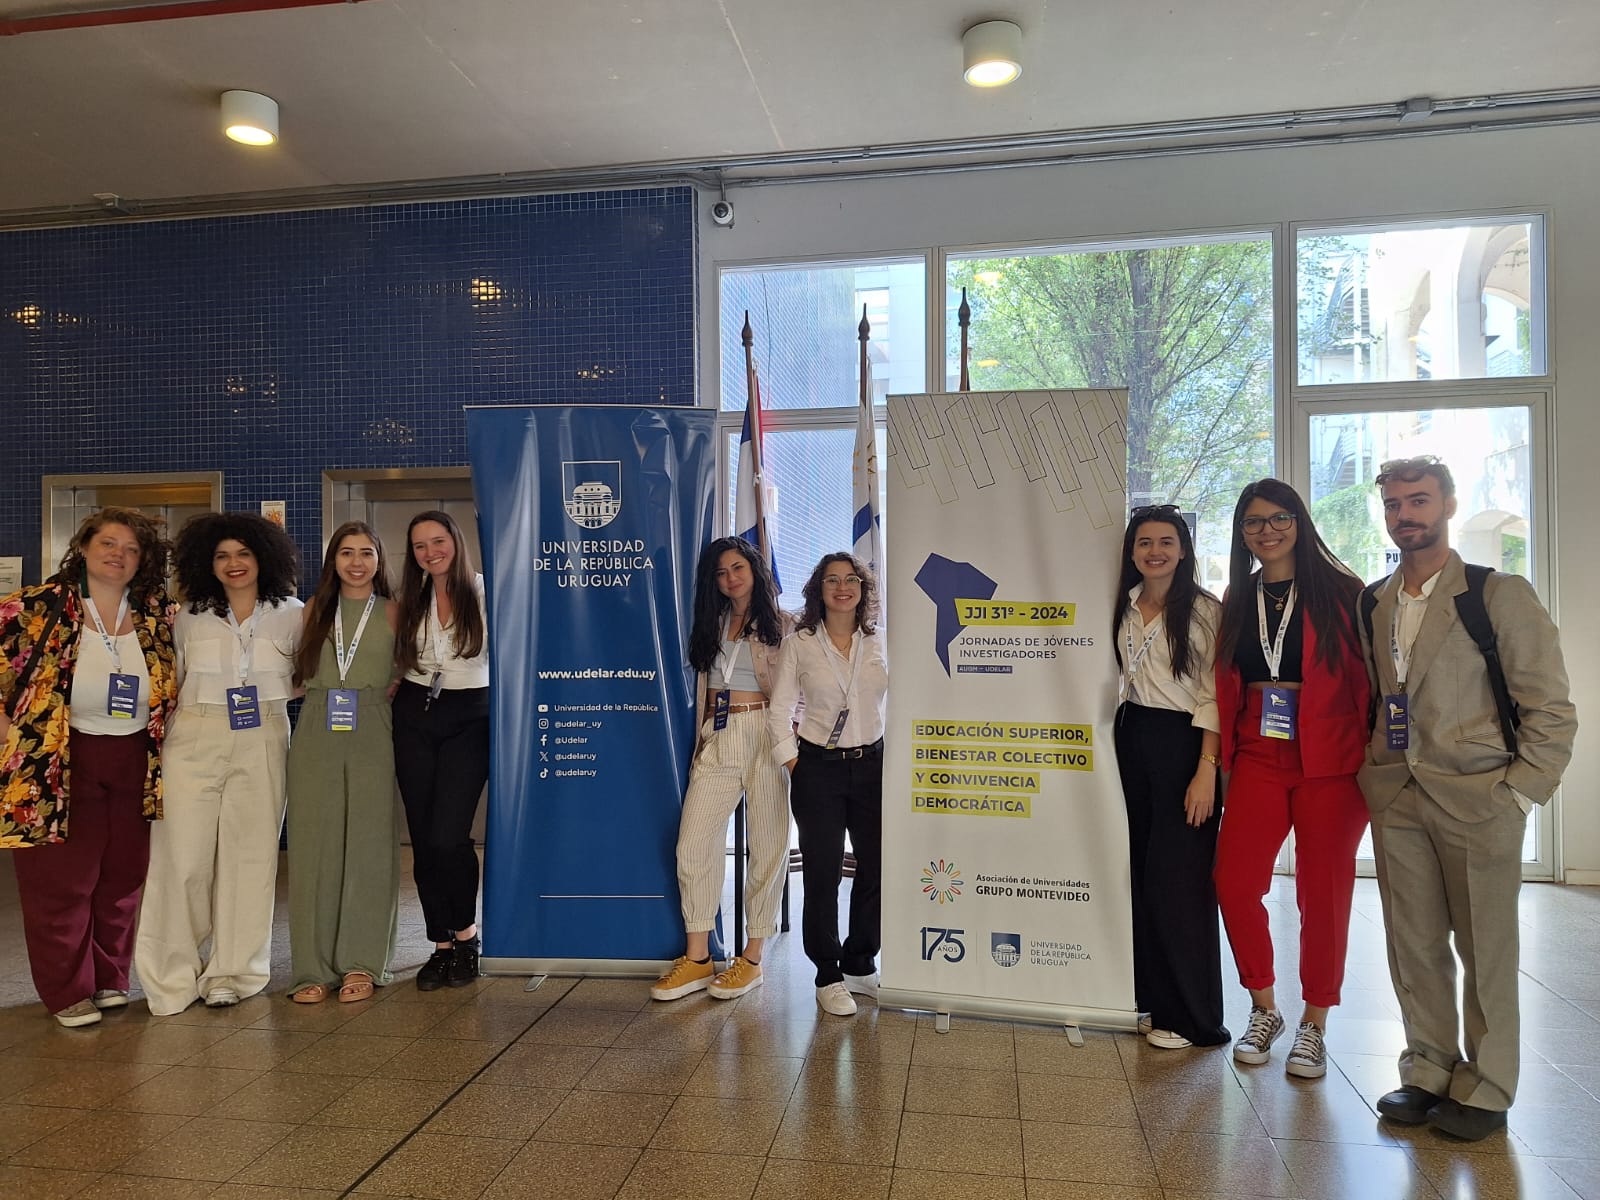 UNIVERSIDAD
DE LA REPÚBLICA
URUGUAY
www.udelar.edu.uy
Universidad de la República
@udelar_uy
@Udelar
@udelaruy
@udelaruy
JJI 31º - 2024
JORNADAS DE JÓVENES
INVESTIGADORES
AUGM – UDELAR
EDUCACIÓN SUPERIOR,
BIENESTAR COLECTIVO
Y CONVIVENCIA
DEMOCRÁTICA
Asociación de Universidades
GRUPO MONTEVIDEO
175
AÑOS
UNIVERSIDAD
DE LA REPÚBLICA
URUGUAY